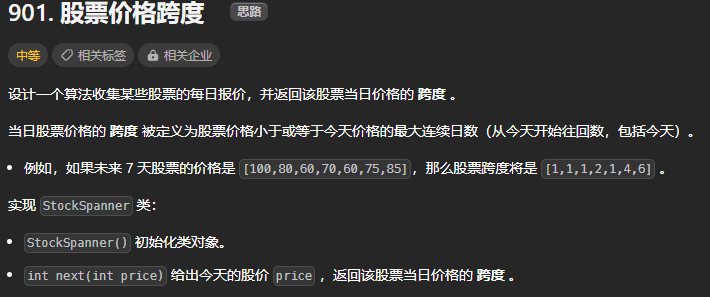 901. 股票价格跨度 思路
中等 相关标签 相关企业
设计一个算法收集某些股票的每日报价，并返回该股票当日价格的 跨度 。
当日股票价格的 跨度 被定义为股票价格小于或等于今天价格的最大连续日数（从今天开始往回数，包括今天）。
• 例如，如果未来 7 天股票的价格是 [100,80,60,70,60,75,85]，那么股票跨度将是 [1,1,1,2,1,4,6] 。
实现 StockSpanner 类：
• StockSpanner() 初始化类对象。
• int next(int price) 给出今天的股价 price ，返回该股票当日价格的 跨度 。